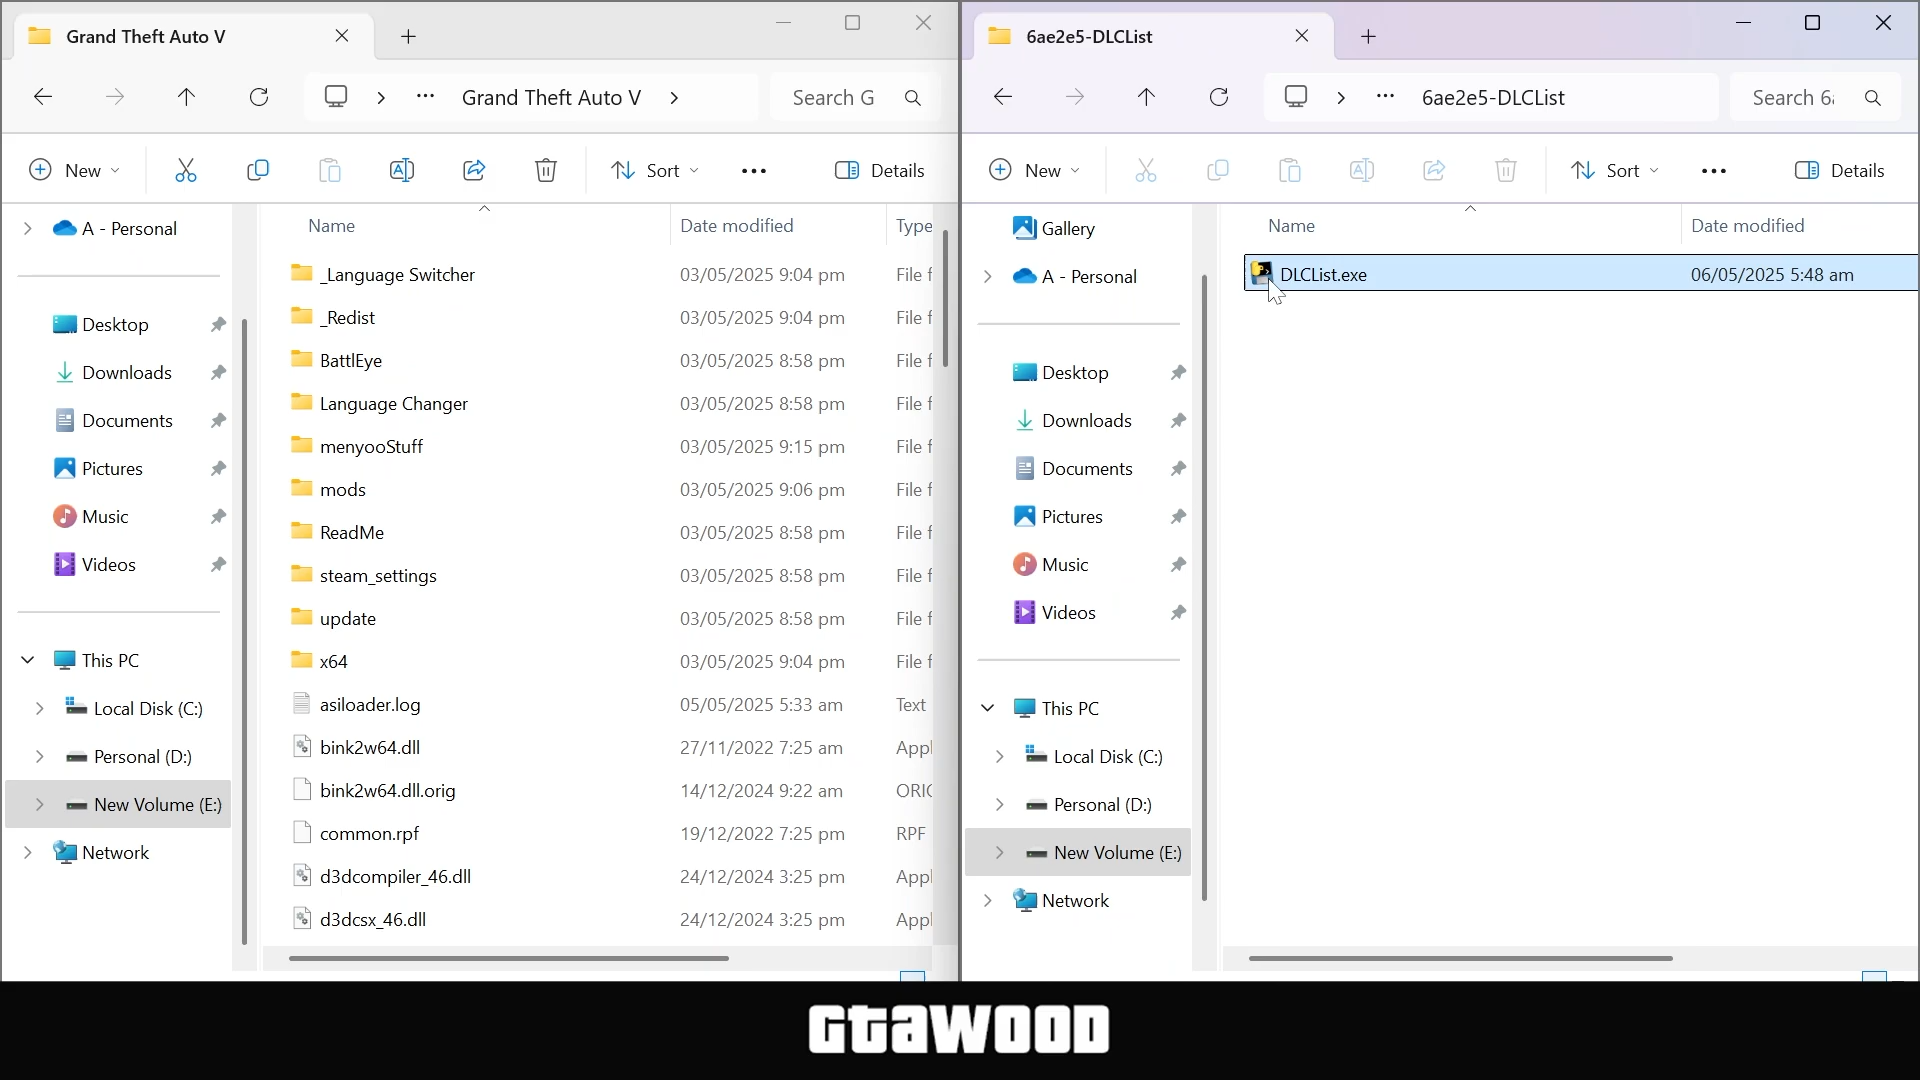 Grand Theft Auto V
Grand Theft Auto V
Search G
New
Sort
Details
A - Personal
Desktop
Downloads
Documents
Pictures
Music
Videos
This PC
Local Disk (C:)
Personal (D:)
New Volume (E:)
Network
Name Date modified Type
_Language Switcher 03/05/2025 9:04 pm File f
_Redist 03/05/2025 9:04 pm File f
BattlEye 03/05/2025 8:58 pm File f
Language Changer 03/05/2025 8:58 pm File f
menyooStuff 03/05/2025 9:15 pm File f
mods 03/05/2025 9:06 pm File f
ReadMe 03/05/2025 8:58 pm File f
steam_settings 03/05/2025 8:58 pm File f
update 03/05/2025 8:58 pm File f
x64 03/05/2025 9:04 pm File f
asiloader.log 05/05/2025 5:33 am Text
bink2w64.dll 27/11/2022 7:25 am Appl
bink2w64.dll.orig 14/12/2024 9:22 am ORIG
common.rpf 19/12/2022 7:25 pm RPF
d3dcompiler_46.dll 24/12/2024 3:25 pm Appl
d3dcsx_46.dll 24/12/2024 3:25 pm Appl
6ae2e5-DLCList
6ae2e5-DLCList
Search 6a
New
Sort
Details
Gallery
A - Personal
Desktop
Downloads
Documents
Pictures
Music
Videos
This PC
Local Disk (C:)
Personal (D:)
New Volume (E:)
Network
Name Date modified
DLCList.exe 06/05/2025 5:48 am
GTAWOOD